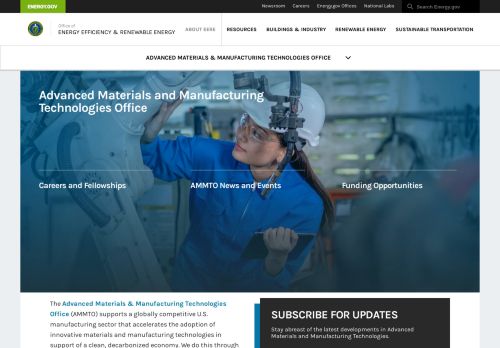 ENERGY.GOV
Newsroom Careers Energy.gov Offices National Labs Search Energy.gov
Office of
ENERGY EFFICIENCY & RENEWABLE ENERGY
ABOUT EERE RESOURCES BUILDINGS & INDUSTRY RENEWABLE ENERGY SUSTAINABLE TRANSPORTATION
ADVANCED MATERIALS & MANUFACTURING TECHNOLOGIES OFFICE
Advanced Materials and Manufacturing
Technologies Office
Careers and Fellowships AMMTO News and Events Funding Opportunities
The Advanced Materials & Manufacturing Technologies
Office (AMMTO) supports a globally competitive U.S.
manufacturing sector that accelerates the adoption of
innovative materials and manufacturing technologies in
support of a clean, decarbonized economy. We do this through
SUBSCRIBE FOR UPDATES
Stay abreast of the latest developments in Advanced
Materials and Manufacturing Technologies.